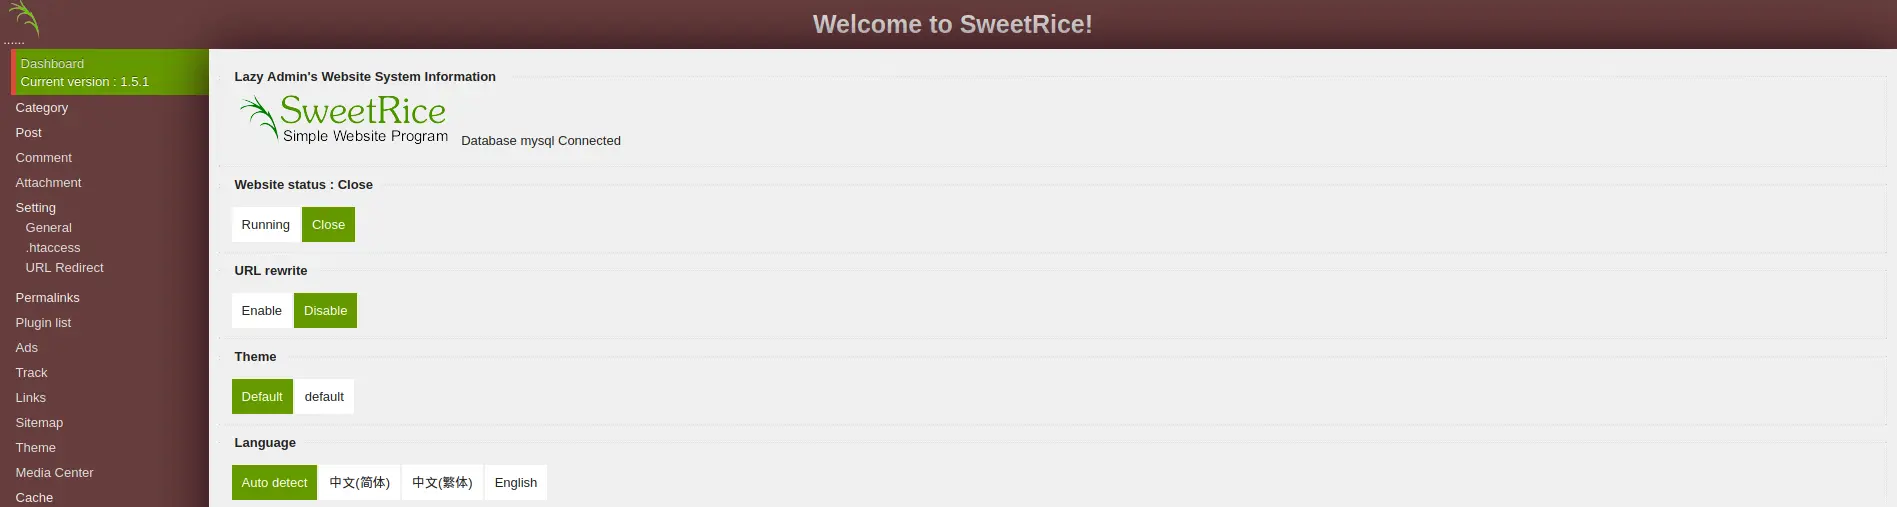 Welcome to SweetRice!
......
Dashboard
Current version : 1.5.1
Category
Post
Comment
Attachment
Setting
General
.htaccess
URL Redirect
Permalinks
Plugin list
Ads
Track
Links
Sitemap
Theme
Media Center
Cache
Lazy Admin's Website System Information
SweetRice
Simple Website Program
Database mysql Connected
Website status : Close
Running Close
URL rewrite
Enable Disable
Theme
Default default
Language
Auto detect 中文(简体) 中文(繁体) English